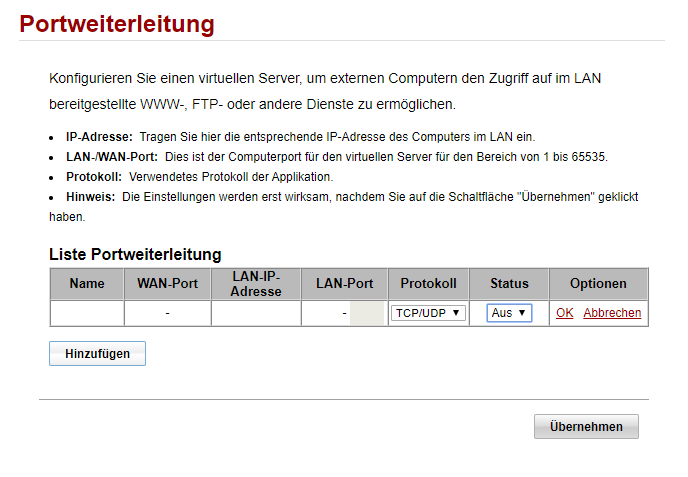 Portweiterleitung
Konfigurieren Sie einen virtuellen Server, um externen Computern den Zugriff auf im LAN
bereitgestellte WWW-, FTP- oder andere Dienste zu ermöglichen.
• IP-Adresse: Tragen Sie hier die entsprechende IP-Adresse des Computers im LAN ein.
• LAN-/WAN-Port: Dies ist der Computerport für den virtuellen Server für den Bereich von 1 bis 65535.
• Protokoll: Verwendetes Protokoll der Applikation.
• Hinweis: Die Einstellungen werden erst wirksam, nachdem Sie auf die Schaltfläche "Übernehmen" geklickt
haben.
Liste Portweiterleitung
Name WAN-Port LAN-IP-Adresse LAN-Port Protokoll Status Optionen
- - TCP/UDP ▼ Aus ▼ OK Abbrechen
Hinzufügen
Übernehmen